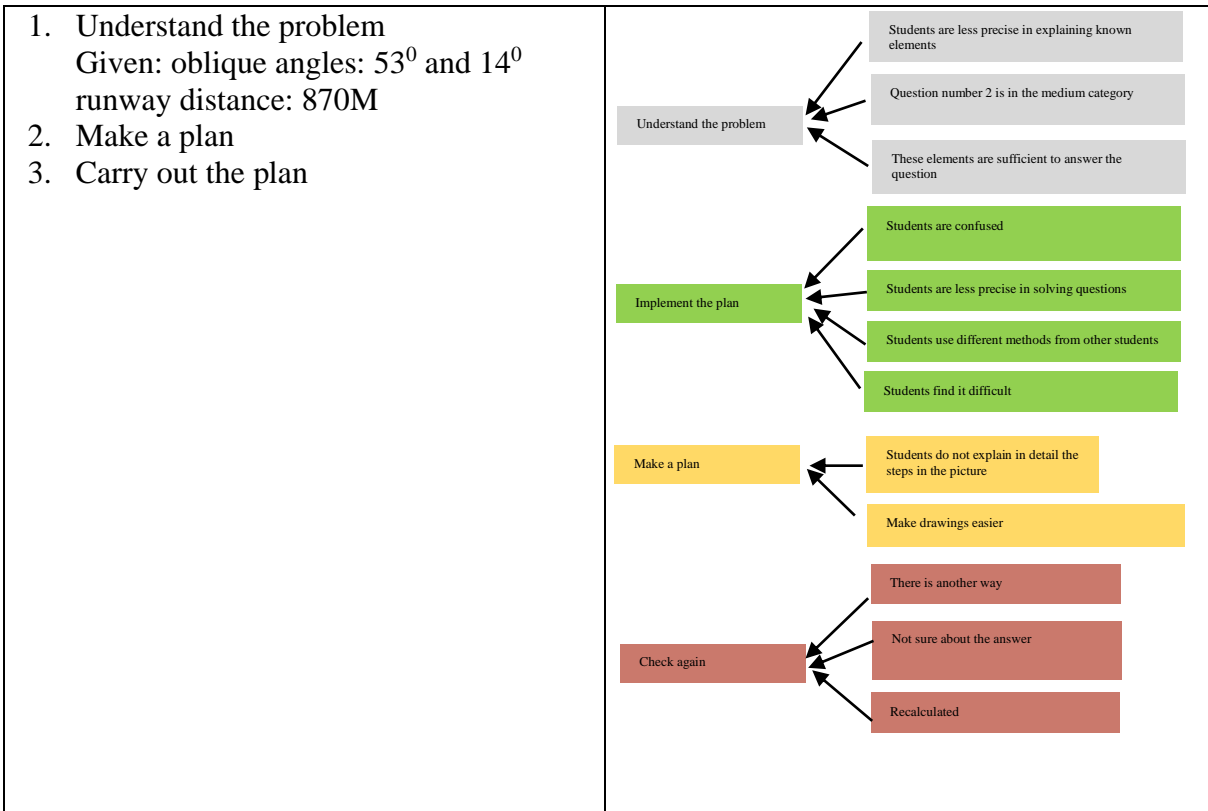 1. Understand the problem
Given: oblique angles: 53⁰ and 14⁰
runway distance: 870M
2. Make a plan
3. Carry out the plan
Understand the problem
Students are less precise in explaining known
elements
Question number 2 is in the medium category
These elements are sufficient to answer the
question
Implement the plan
Students are confused
Students are less precise in solving questions
Students use different methods from other students
Students find it difficult
Make a plan
Students do not explain in detail the
steps in the picture
Make drawings easier
Check again
There is another way
Not sure about the answer
Recalculated